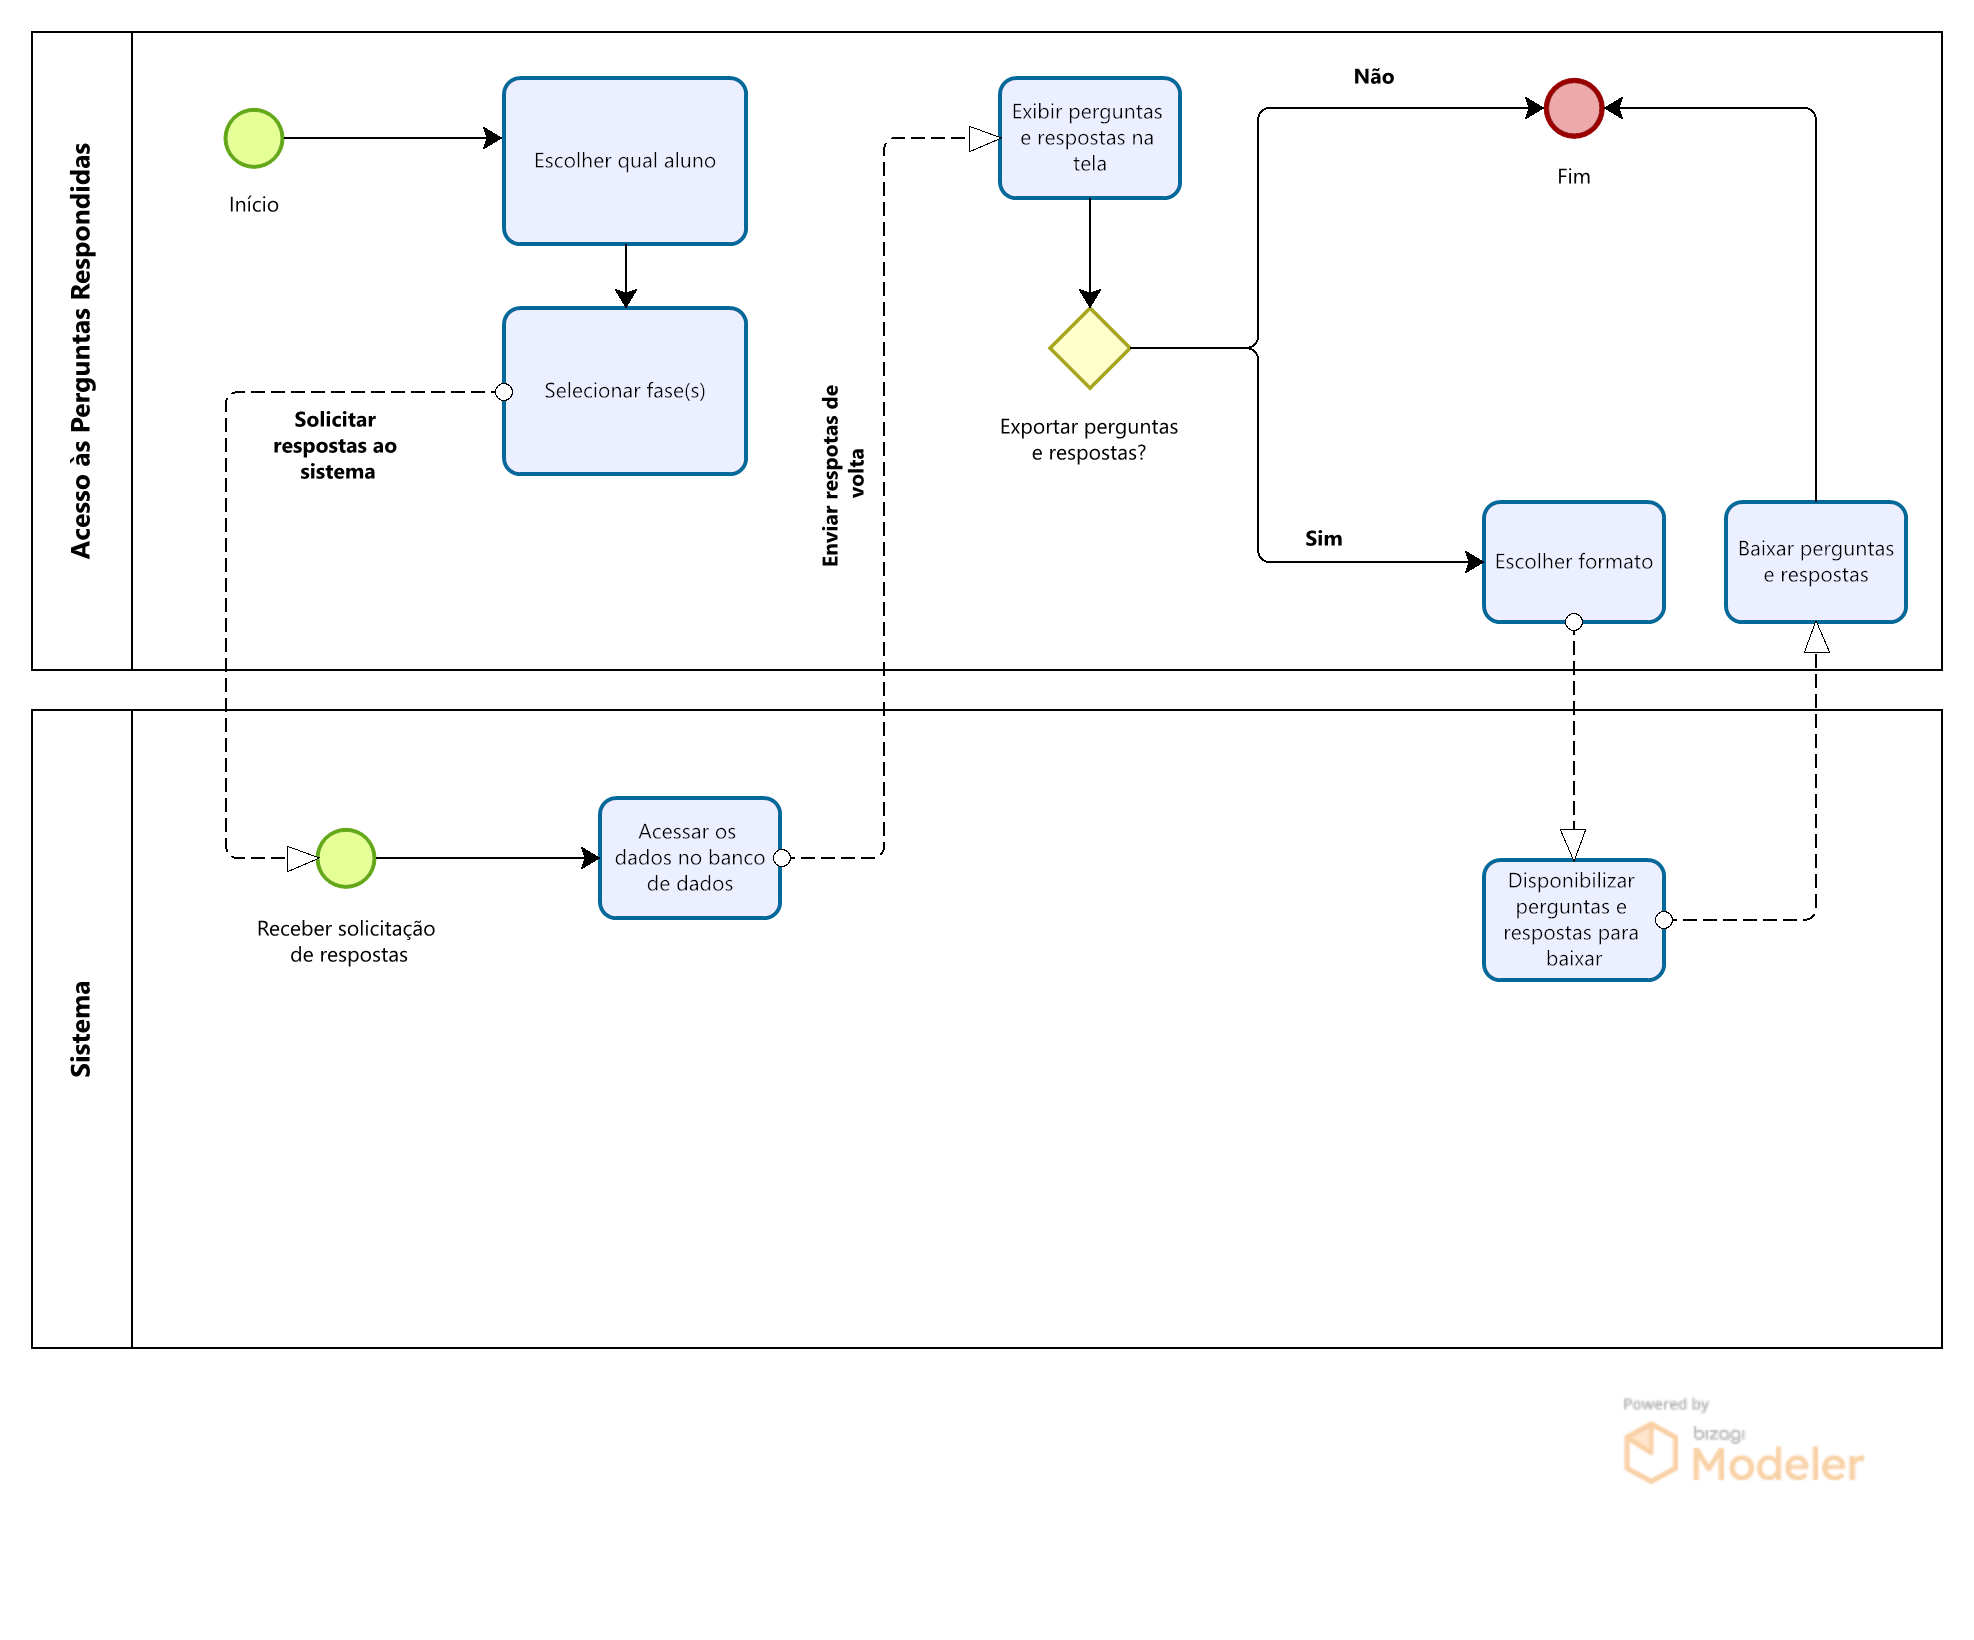 Acesso às Perguntas Respondidas
Início
Escolher qual aluno
Selecionar fase(s)
Solicitar
respostas ao
sistema
Enviar respotas de
volta
Exibir perguntas
e respostas na
tela
Exportar perguntas
e respostas?
Não
Fim
Sim
Escolher formato
Baixar perguntas
e respostas
Sistema
Receber solicitação
de respostas
Acessar os
dados no banco
de dados
Disponibilizar
perguntas e
respostas para
baixar
Powered by
bizagi
Modeler